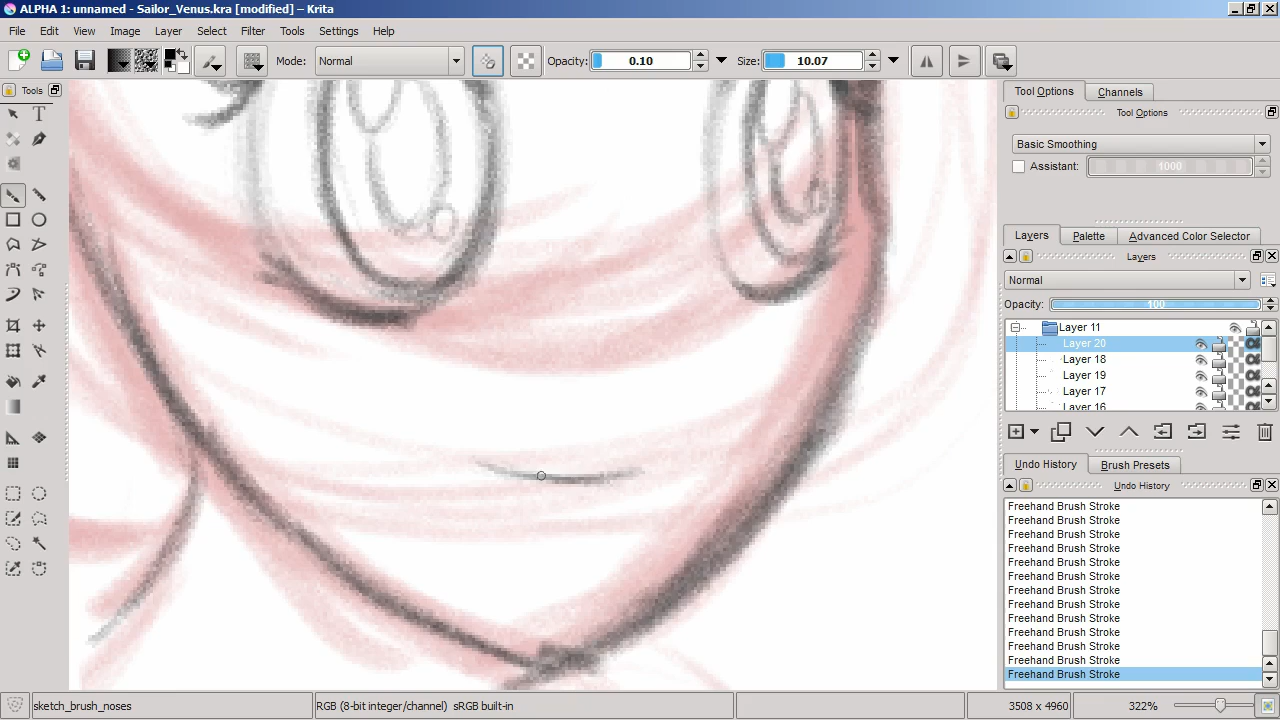 ALPHA 1: unnamed - Sailor_Venus.kra [modified] – Krita
File Edit View Image Layer Select Filter Tools Settings Help
Mode: Normal Opacity: 0.10 Size: 10.07
Tools
Tool Options Channels
Tool Options
Basic Smoothing
Assistant: 1000
Layers Palette Advanced Color Selector
Layers
Normal
Opacity: 100
Layer 11
Layer 20
Layer 18
Layer 19
Layer 17
Layer 16
Undo History Brush Presets
Undo History
Freehand Brush Stroke
Freehand Brush Stroke
Freehand Brush Stroke
Freehand Brush Stroke
Freehand Brush Stroke
Freehand Brush Stroke
Freehand Brush Stroke
Freehand Brush Stroke
Freehand Brush Stroke
Freehand Brush Stroke
Freehand Brush Stroke
Freehand Brush Stroke
Freehand Brush Stroke
sketch_brush_noses RGB (8-bit integer/channel) sRGB built-in 3508 x 4960 322%